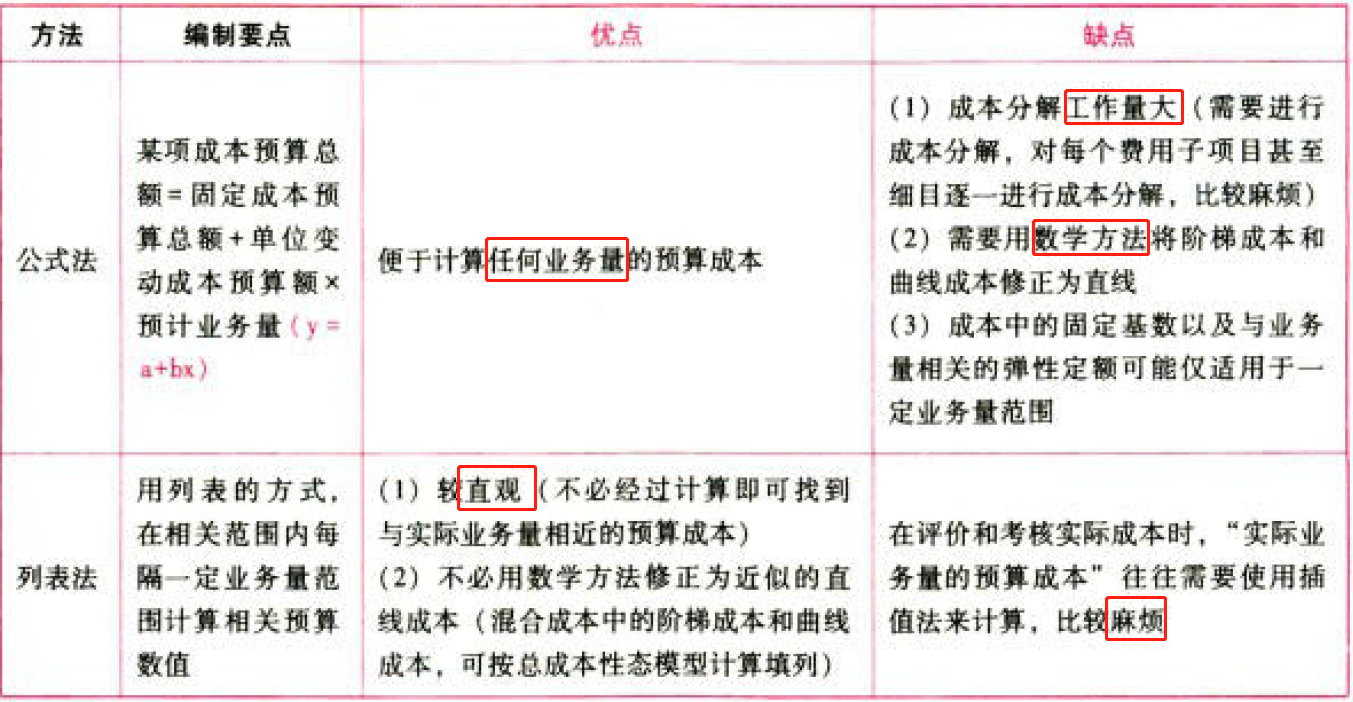 方法
编制要点
优点
缺点
公式法
某项成本预算总
额=固定成本预
算总额+单位变
动成本预算额×
预计业务量(y=
a+bx)
便于计算任何业务量的预算成本
(1) 成本分解工作量大(需要进行
成本分解，对每个费用子项目甚至
细目逐一进行成本分解，比较麻烦)
(2) 需要用数学方法将阶梯成本和
曲线成本修正为直线
(3) 成本中的固定基数以及与业务
量相关的弹性定额可能仅适用于一
定业务量范围
列表法
用列表的方式，
在相关范围内每
隔一定业务量范
围计算相关预算
数值
(1) 较直观(不必经过计算即可找到
与实际业务量相近的预算成本)
(2) 不必用数学方法修正为近似的直
线成本(混合成本中的阶梯成本和曲线
成本，可按总成本性态模型计算填列)
在评价和考核实际成本时，“实际业
务量的预算成本”往往需要使用插
值法来计算，比较麻烦